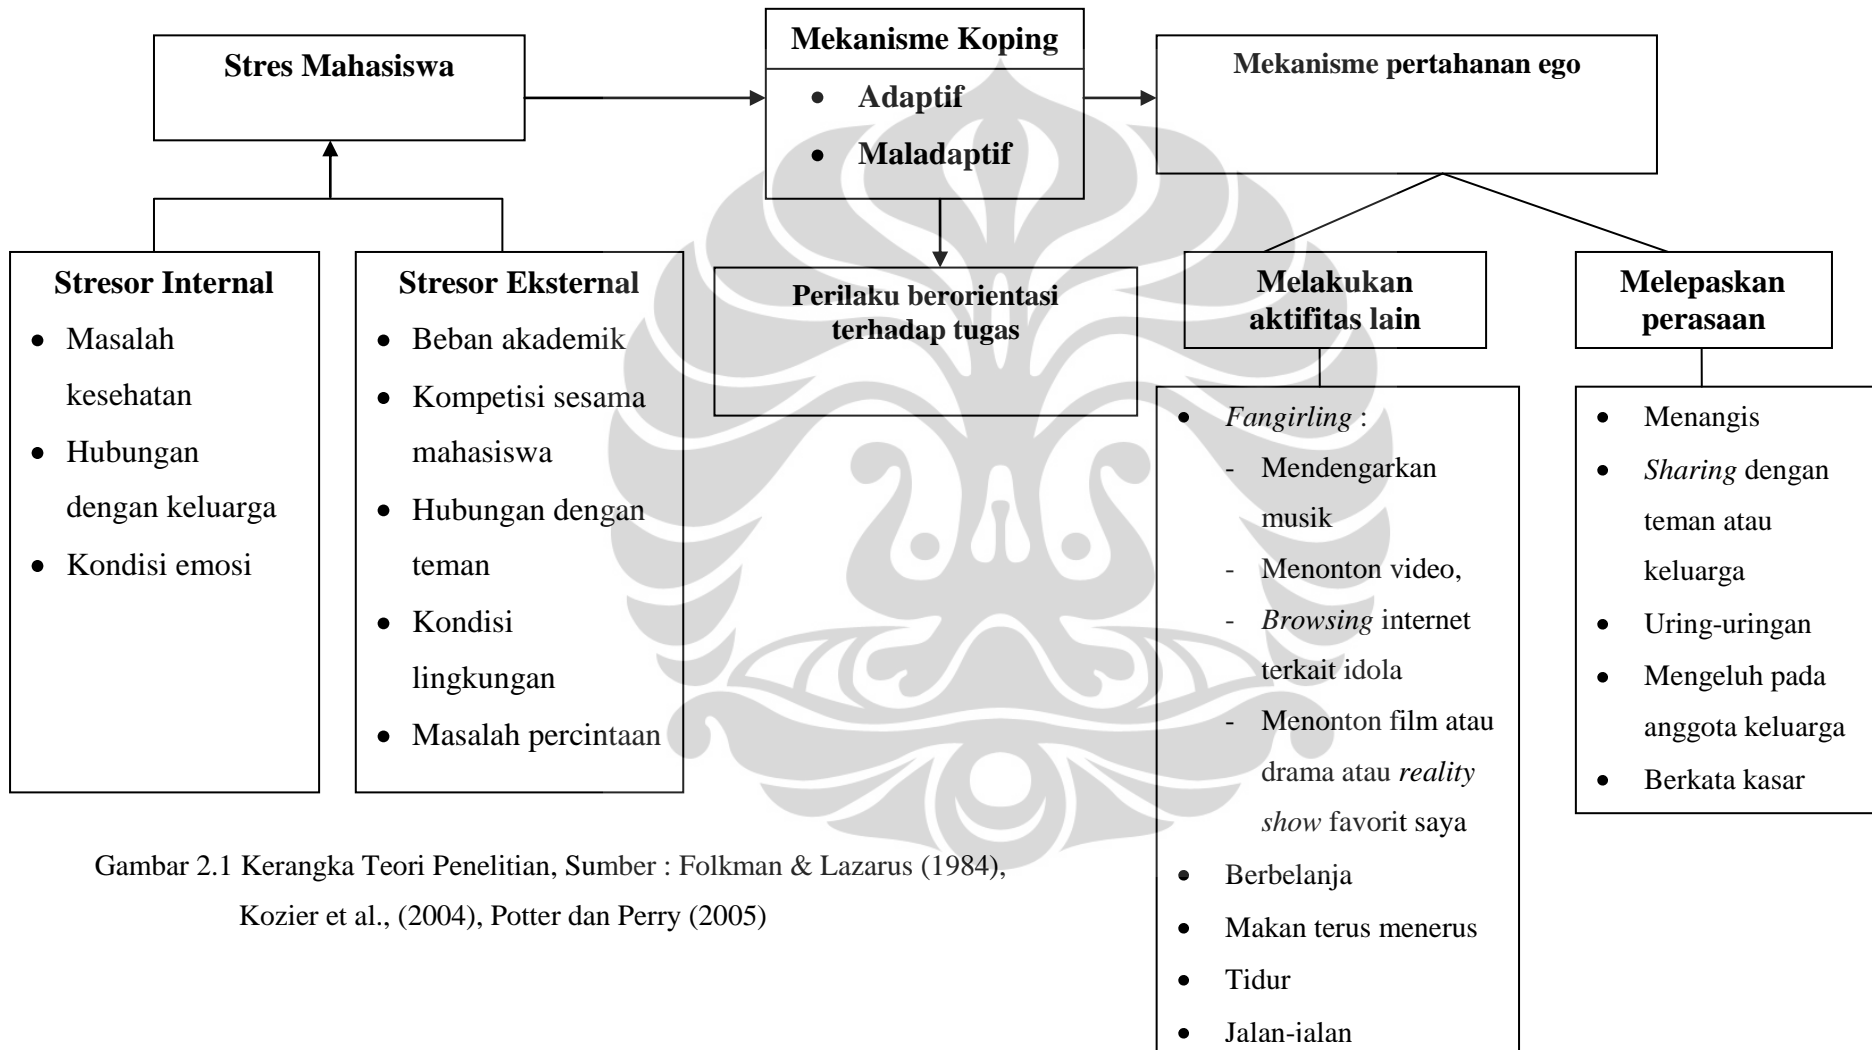 Stres Mahasiswa
Mekanisme Koping
• Adaptif
• Maladaptif
Mekanisme pertahanan ego
Stresor Internal
• Masalah
kesehatan
• Hubungan
dengan keluarga
• Kondisi emosi
Stresor Eksternal
• Beban akademik
• Kompetisi sesama
mahasiswa
• Hubungan dengan
teman
• Kondisi
lingkungan
• Masalah percintaan
Perilaku berorientasi
terhadap tugas
Melakukan
aktifitas lain
• Fangirling :
- Mendengarkan
musik
- Menonton video,
- Browsing internet
terkait idola
- Menonton film atau
drama atau reality
show favorit saya
• Berbelanja
• Makan terus menerus
• Tidur
• Jalan-jalan
Melepaskan
perasaan
• Menangis
• Sharing dengan
teman atau
keluarga
• Uring-uringan
• Mengeluh pada
anggota keluarga
• Berkata kasar
Gambar 2.1 Kerangka Teori Penelitian, Sumber : Folkman & Lazarus (1984),
Kozier et al., (2004), Potter dan Perry (2005)